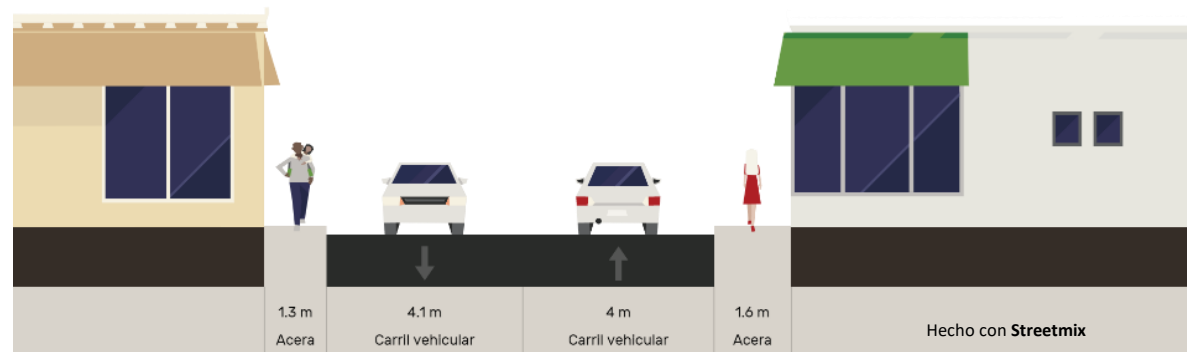 1.3 m
Acera
4.1 m
Carril vehicular
4 m
Carril vehicular
1.6 m
Acera
Hecho con Streetmix